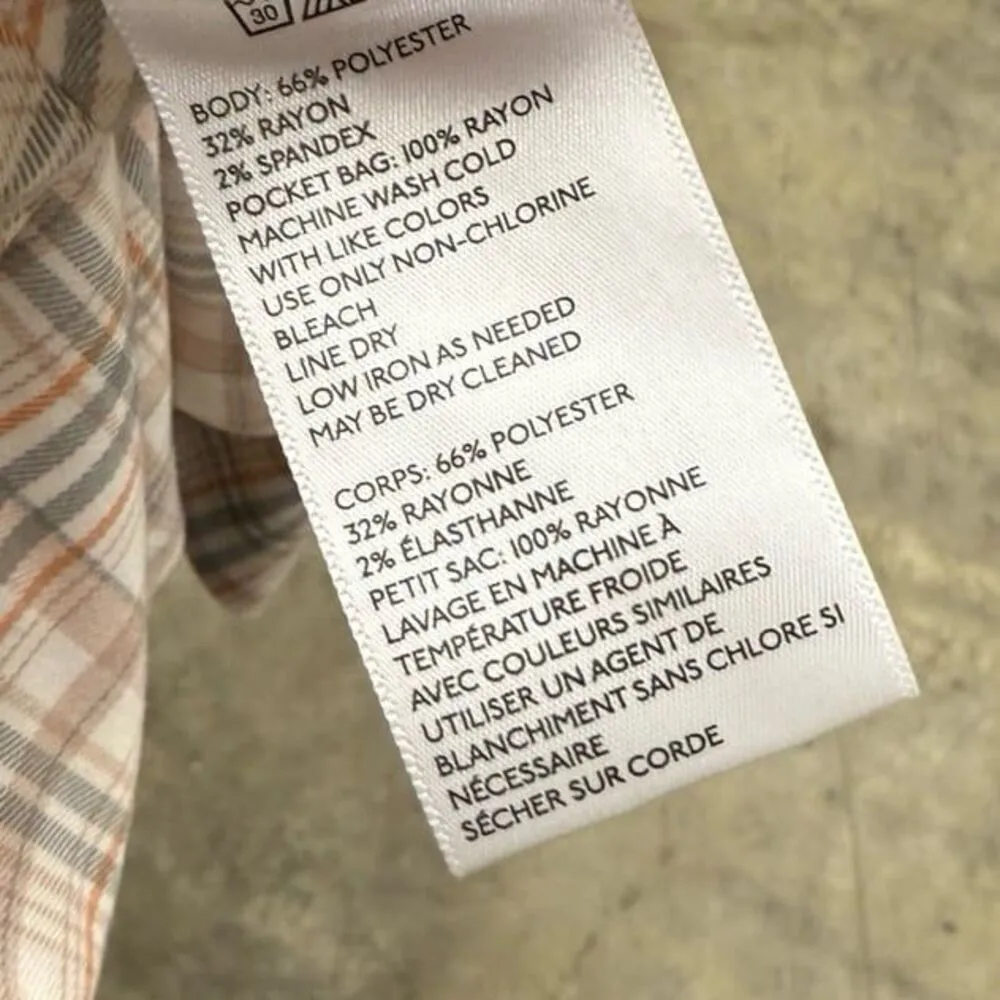 30
BODY: 66% POLYESTER
32% RAYON
2% SPANDEX
POCKET BAG: 100% RAYON
MACHINE WASH COLD
WITH LIKE COLORS
USE ONLY NON-CHLORINE
BLEACH
LINE DRY
LOW IRON AS NEEDED
MAY BE DRY CLEANED
CORPS: 66% POLYESTER
32% RAYONNE
2% ÉLASTHANNE
PETIT SAC: 100% RAYONNE
LAVAGE EN MACHINE À
TEMPÉRATURE FROIDE
AVEC COULEURS SIMILAIRES
UTILISER UN AGENT DE
BLANCHIMENT SANS CHLORE SI
NÉCESSAIRE
SÉCHER SUR CORDE